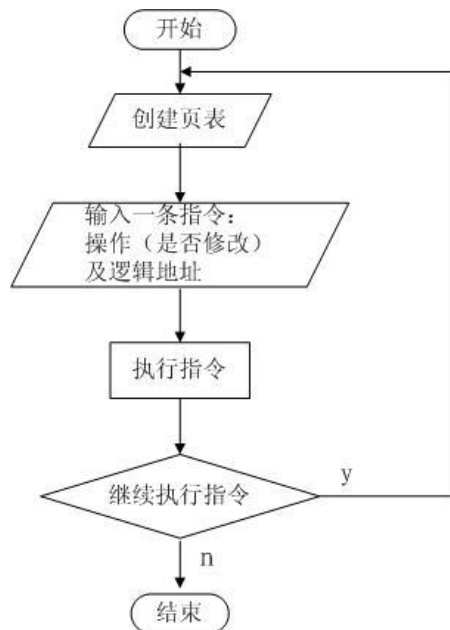 开始
创建页表
输入一条指令：
操作（是否修改）
及逻辑地址
执行指令
继续执行指令
y
n
结束